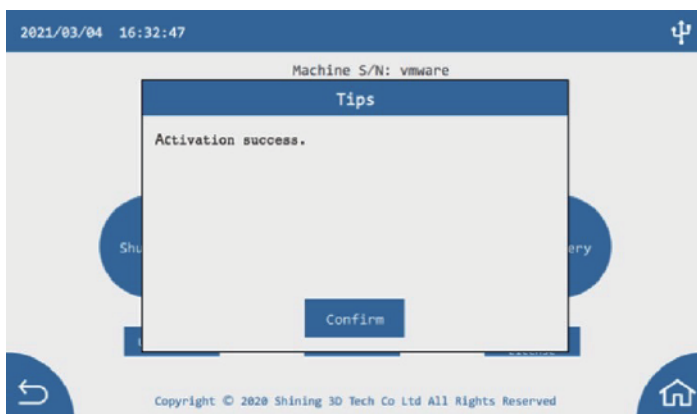 2021/03/04 16:32:47
Machine S/N: vmware
Tips
Activation success.
Confirm
Copyright © 2020 Shining 3D Tech Co Ltd All Rights Reserved